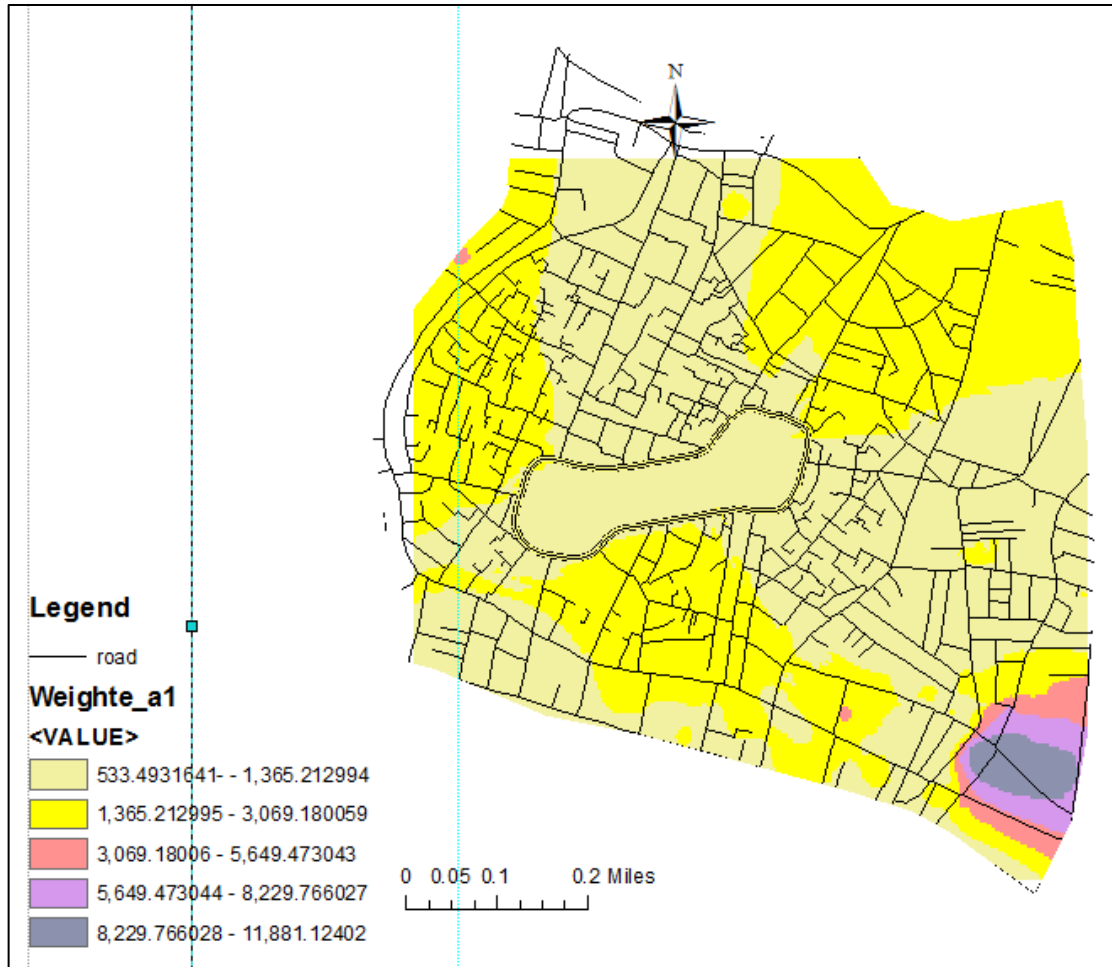 N
Legend
road
Weighte_a1
<VALUE>
533.4931641- - 1,365.212994
1,365.212995 - 3,069.180059
3,069.18006 - 5,649.473043
5,649.473044 - 8,229.766027
8,229.766028 - 11,881.12402
0 0.05 0.1 0.2 Miles